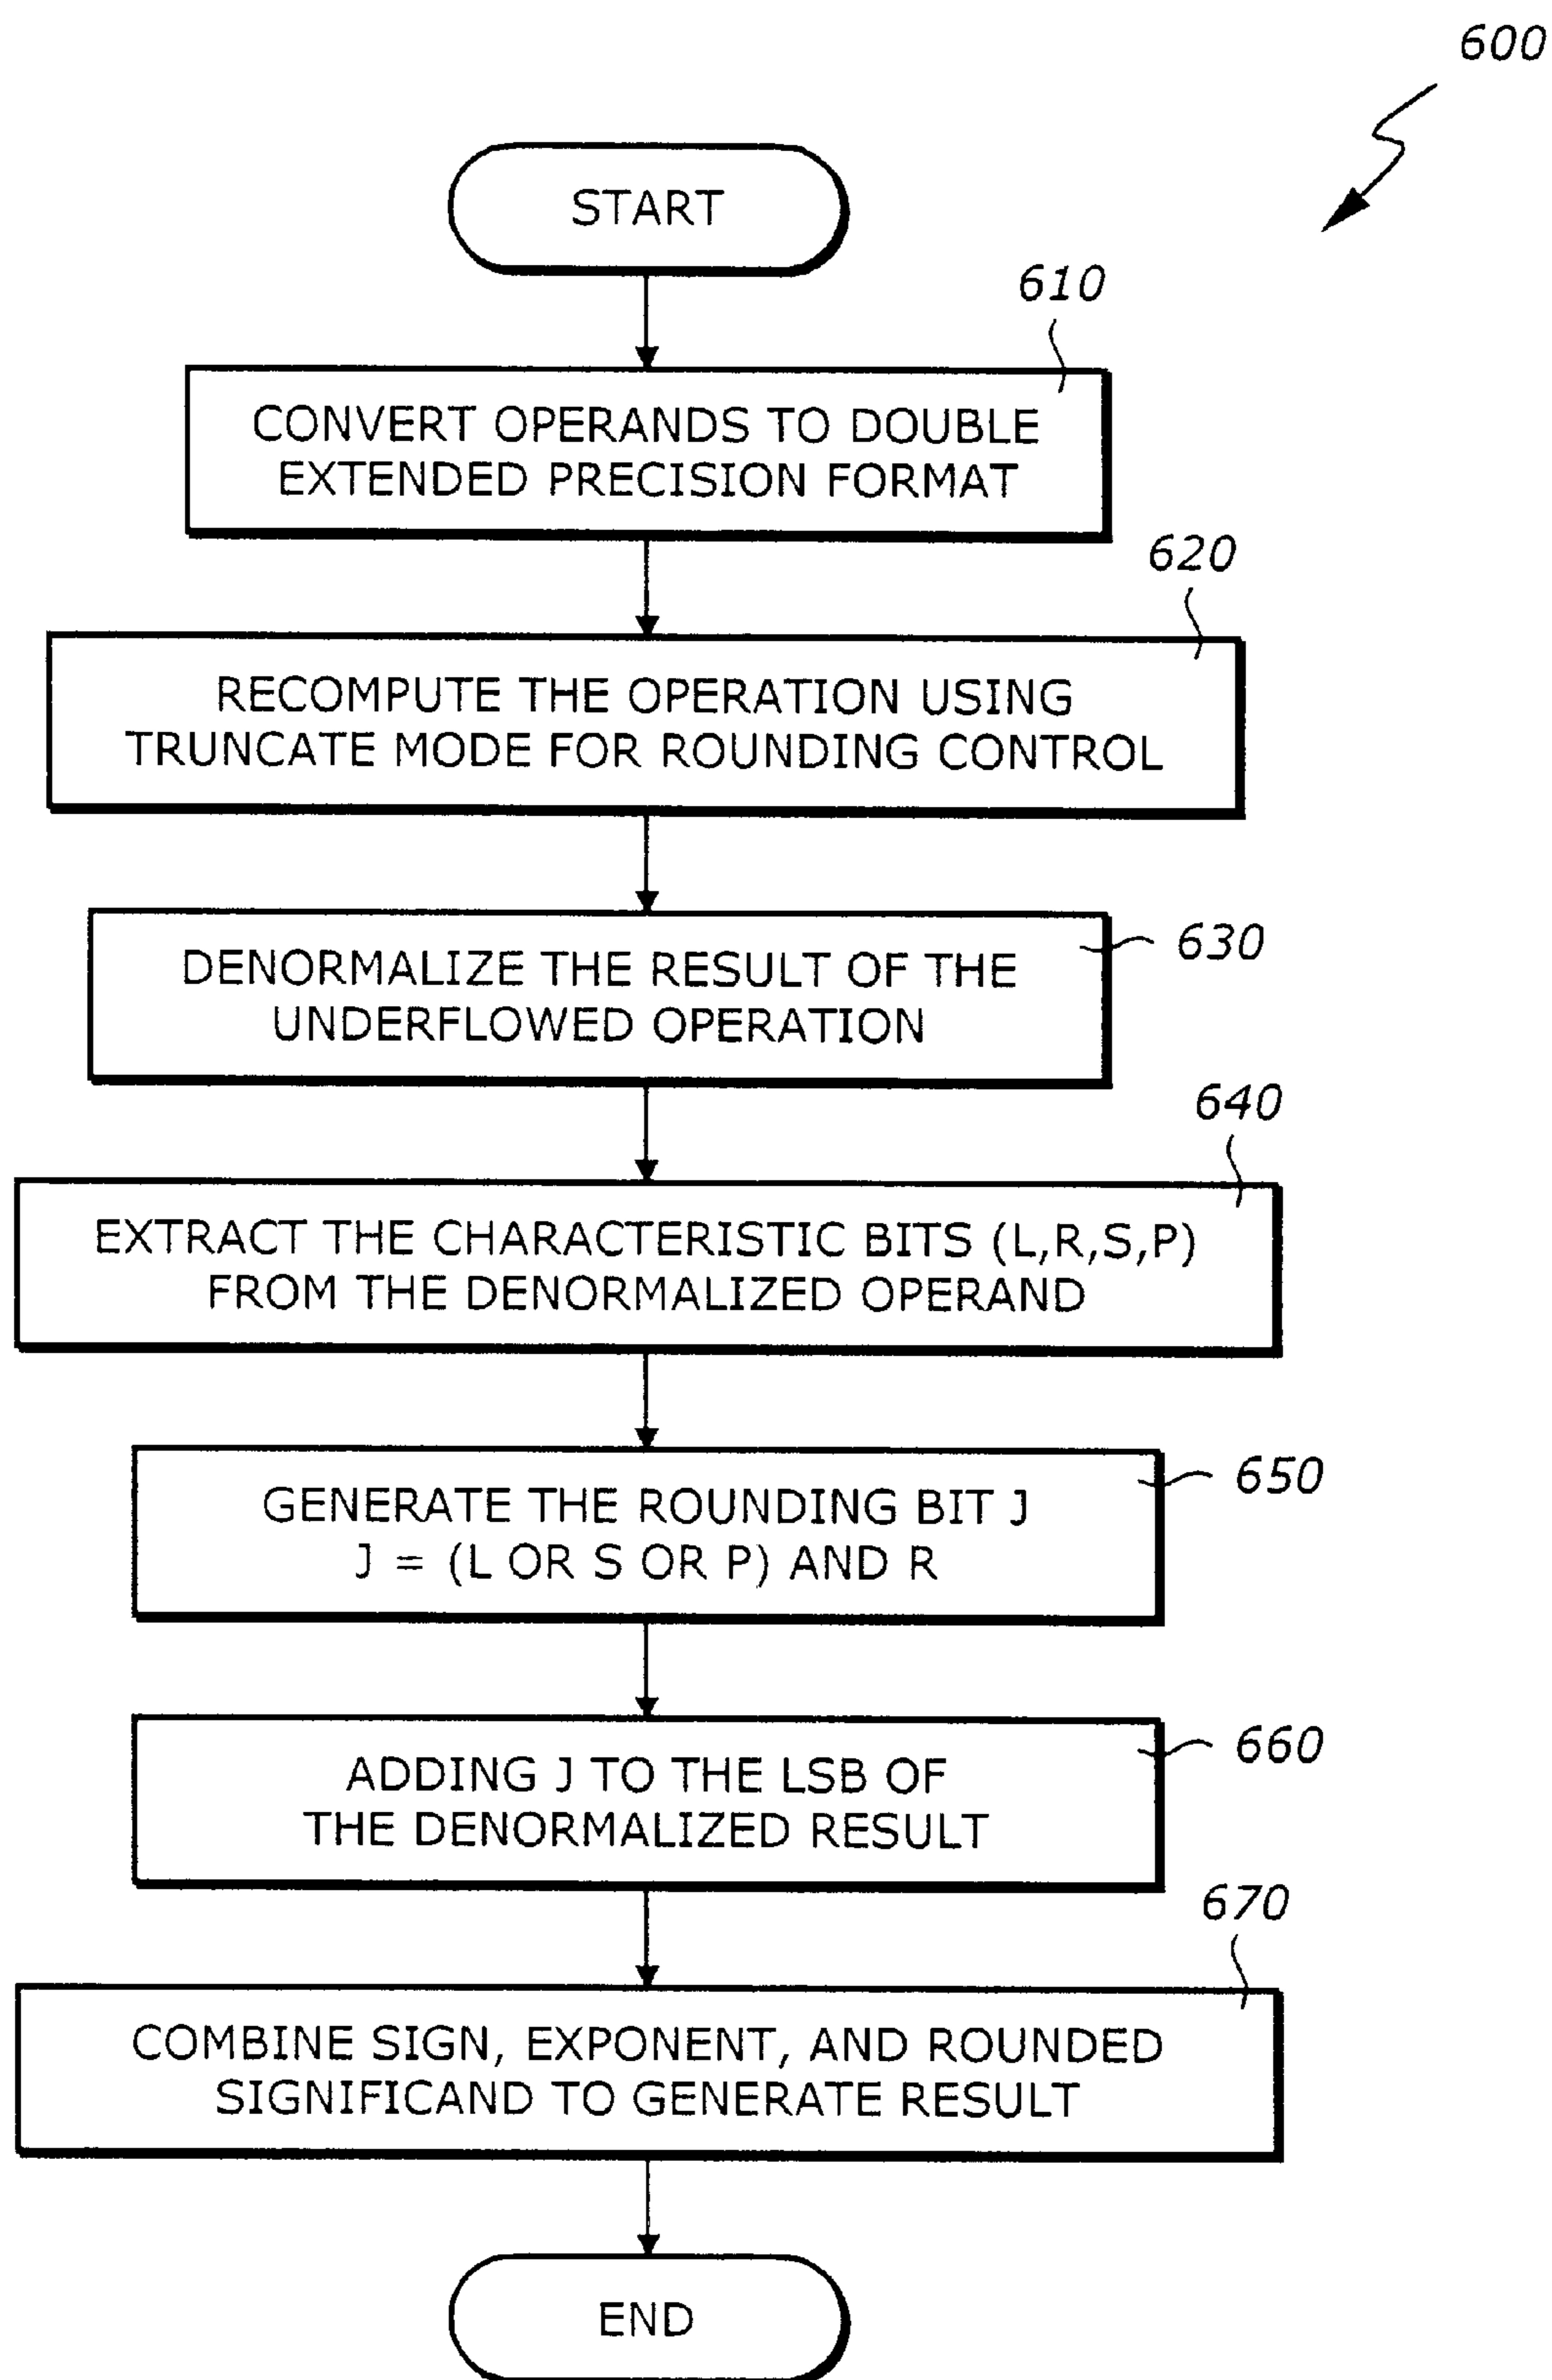 600
START
610
CONVERT OPERANDS TO DOUBLE
EXTENDED PRECISION FORMAT
620
RECOMPUTE THE OPERATION USING
TRUNCATE MODE FOR ROUNDING CONTROL
630
DENORMALIZE THE RESULT OF THE
UNDERFLOWED OPERATION
640
EXTRACT THE CHARACTERISTIC BITS (L,R,S,P)
FROM THE DENORMALIZED OPERAND
650
GENERATE THE ROUNDING BIT J
J = (L OR S OR P) AND R
660
ADDING J TO THE LSB OF
THE DENORMALIZED RESULT
670
COMBINE SIGN, EXPONENT, AND ROUNDED
SIGNIFICAND TO GENERATE RESULT
END